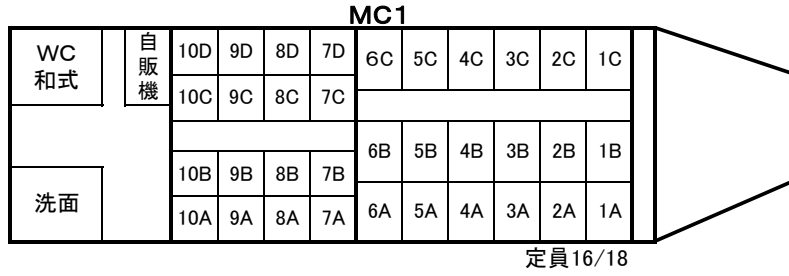 MC1
WC
和式
自
販
機
10D 9D 8D 7D 6C 5C 4C 3C 2C 1C
10C 9C 8C 7C
6B 5B 4B 3B 2B 1B
10B 9B 8B 7B
洗面
10A 9A 8A 7A 6A 5A 4A 3A 2A 1A
定員16/18